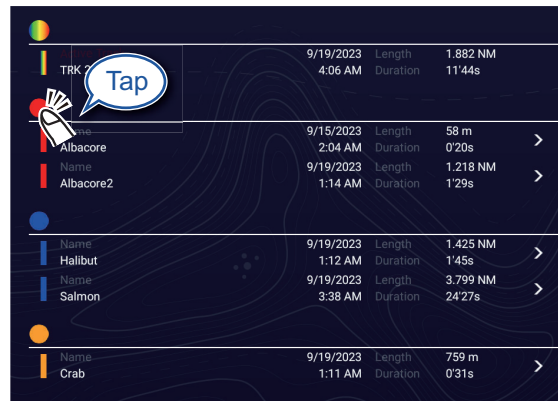 9/19/2023 Length 1.882 NM
TRK 4:06 AM Duration 11'44s
Tap
Name 9/15/2023 Length 58 m
Albacore 2:04 AM Duration 0'20s
Name 9/19/2023 Length 1.218 NM
Albacore2 1:14 AM Duration 1'29s
Name 9/19/2023 Length 1.425 NM
Halibut 1:12 AM Duration 1'45s
Name 9/19/2023 Length 3.799 NM
Salmon 3:38 AM Duration 24'27s
Name 9/19/2023 Length 759 m
Crab 1:11 AM Duration 0'31s